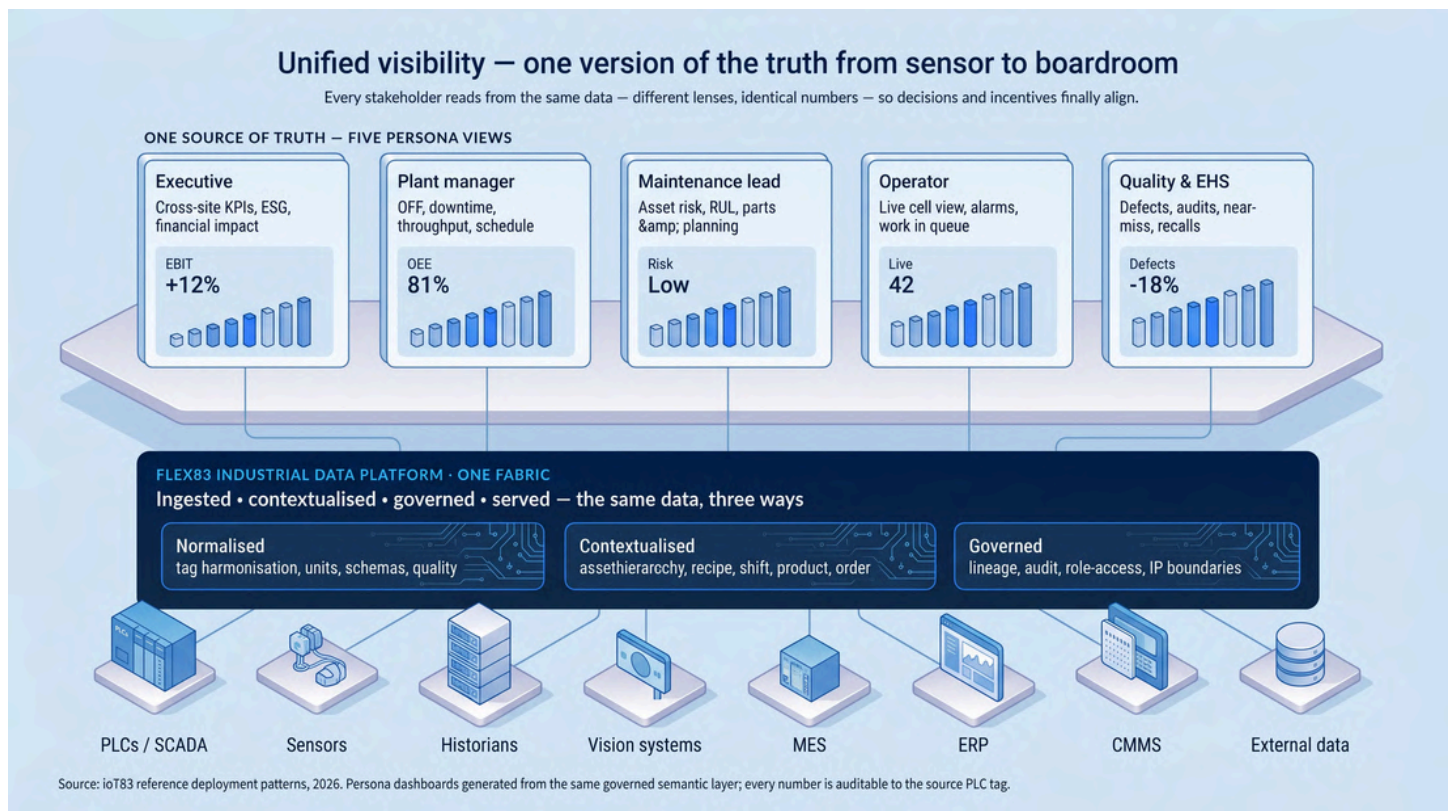 Unified visibility — one version of the truth from sensor to boardroom
Every stakeholder reads from the same data — different lenses, identical numbers — so decisions and incentives finally align.
ONE SOURCE OF TRUTH — FIVE PERSONA VIEWS
Executive
Cross-site KPIs, ESG,
financial impact
EBIT
+12%
Plant manager
OFF, downtime,
throughput, schedule
OEE
81%
Maintenance lead
Asset risk, RUL, parts
&amp; planning
Risk
Low
Operator
Live cell view, alarms,
work in queue
Live
42
Quality & EHS
Defects, audits, near-
miss, recalls
Defects
-18%
FLEX83 INDUSTRIAL DATA PLATFORM · ONE FABRIC
Ingested • contextualised • governed • served — the same data, three ways
Normalised
tag harmonisation, units, schemas, quality
Contextualised
assethierarcchy, recipe, shift, product, order
Governed
lineage, audit, role-access, IP boundaries
PLCs
PLCs / SCADA
Sensors
Historians
Vision systems
MES
ERP
CMMS
External data
Source: ioT83 reference deployment patterns, 2026. Persona dashboards generated from the same governed semantic layer; every number is auditable to the source PLC tag.